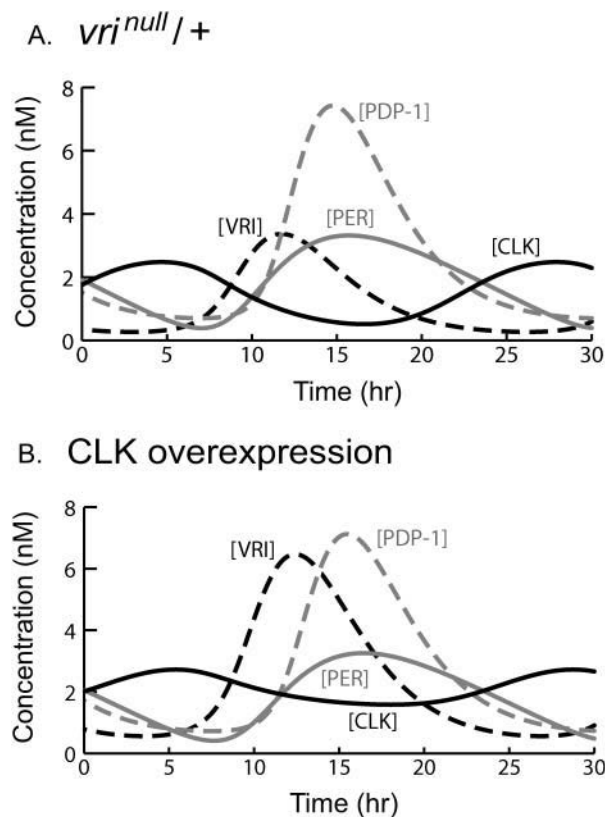 A. vri^null/+
8
6
4
2
0
Concentration (nM)
[PDP-1]
[VRI]
[PER]
[CLK]
0 5 10 15 20 25 30
Time (hr)
B. CLK overexpression
8
6
4
2
0
Concentration (nM)
[VRI]
[PDP-1]
[PER]
[CLK]
0 5 10 15 20 25 30
Time (hr)